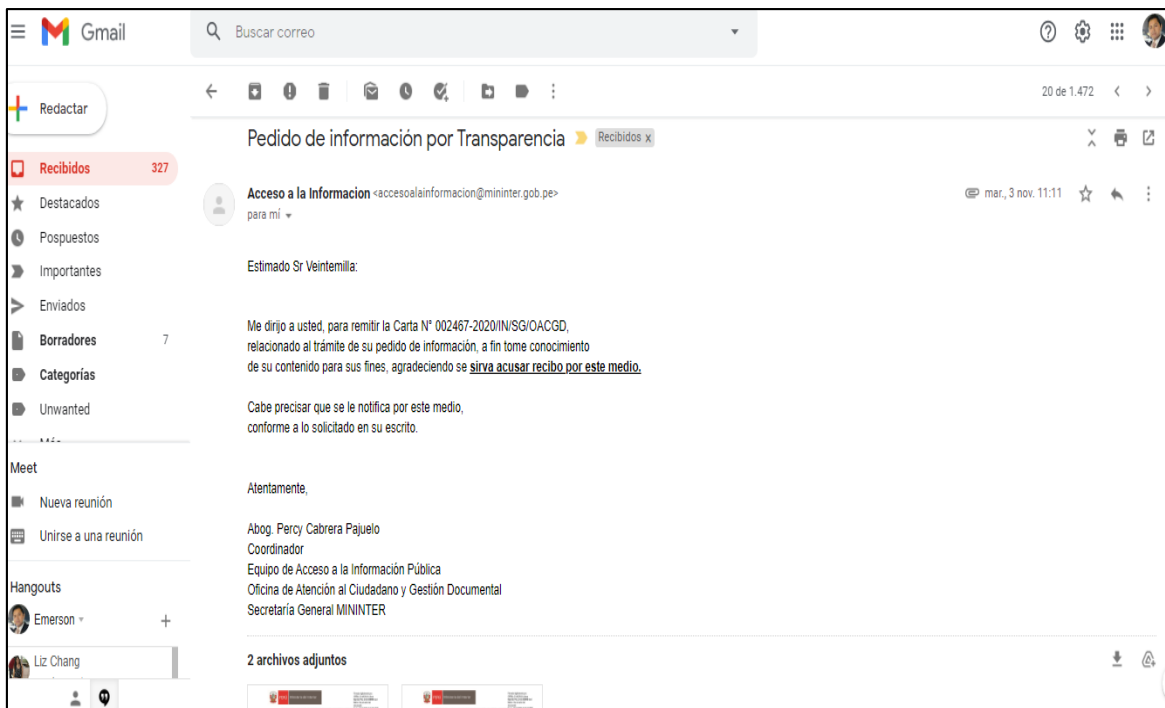 Gmail
Buscar correo
Redactar
20 de 1.472
Pedido de información por Transparencia
Recibidos x
Recibidos 327
Destacados
Pospuestos
Importantes
Enviados
Borradores 7
Categorías
Unwanted
Más
Meet
Nueva reunión
Unirse a una reunión
Hangouts
Emerson
Liz Chang
Acceso a la Informacion <accesoalainformacion@mininter.gob.pe>
mar., 3 nov. 11:11
para mí
Estimado Sr Veintemilla:
Me dirijo a usted, para remitir la Carta N° 002467-2020/IN/SG/OACGD,
relacionado al trámite de su pedido de información, a fin tome conocimiento
de su contenido para sus fines, agradeciendo se sirva acusar recibo por este medio.
Cabe precisar que se le notifica por este medio,
conforme a lo solicitado en su escrito.
Atentamente,
Abog. Percy Cabrera Pajuelo
Coordinador
Equipo de Acceso a la Información Pública
Oficina de Atención al Ciudadano y Gestión Documental
Secretaría General MININTER
2 archivos adjuntos